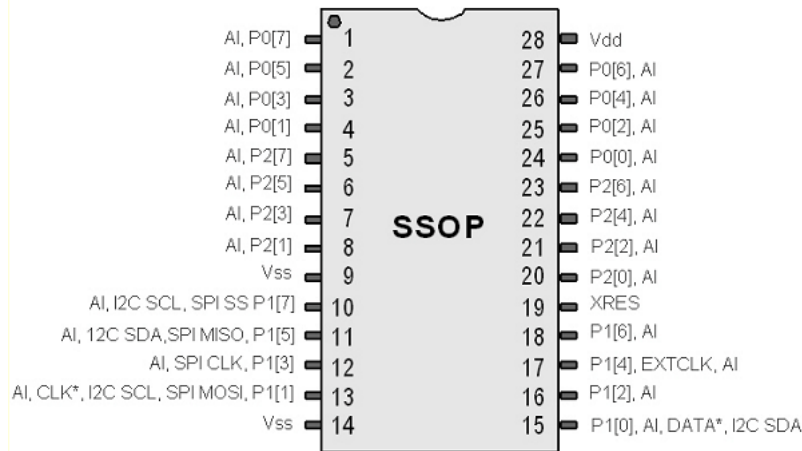 AI, P0[7] 1 28 Vdd
AI, P0[5] 2 27 P0[6], AI
AI, P0[3] 3 26 P0[4], AI
AI, P0[1] 4 25 P0[2], AI
AI, P2[7] 5 24 P0[0], AI
AI, P2[5] 6 23 P2[6], AI
AI, P2[3] 7 22 P2[4], AI
SSOP
AI, P2[1] 8 21 P2[2], AI
Vss 9 20 P2[0], AI
AI, I2C SCL, SPI SS P1[7] 10 19 XRES
AI, 12C SDA,SPI MISO, P1[5] 11 18 P1[6], AI
AI, SPI CLK, P1[3] 12 17 P1[4], EXTCLK, AI
AI, CLK*, I2C SCL, SPI MOSI, P1[1] 13 16 P1[2], AI
Vss 14 15 P1[0], AI, DATA*, I2C SDA